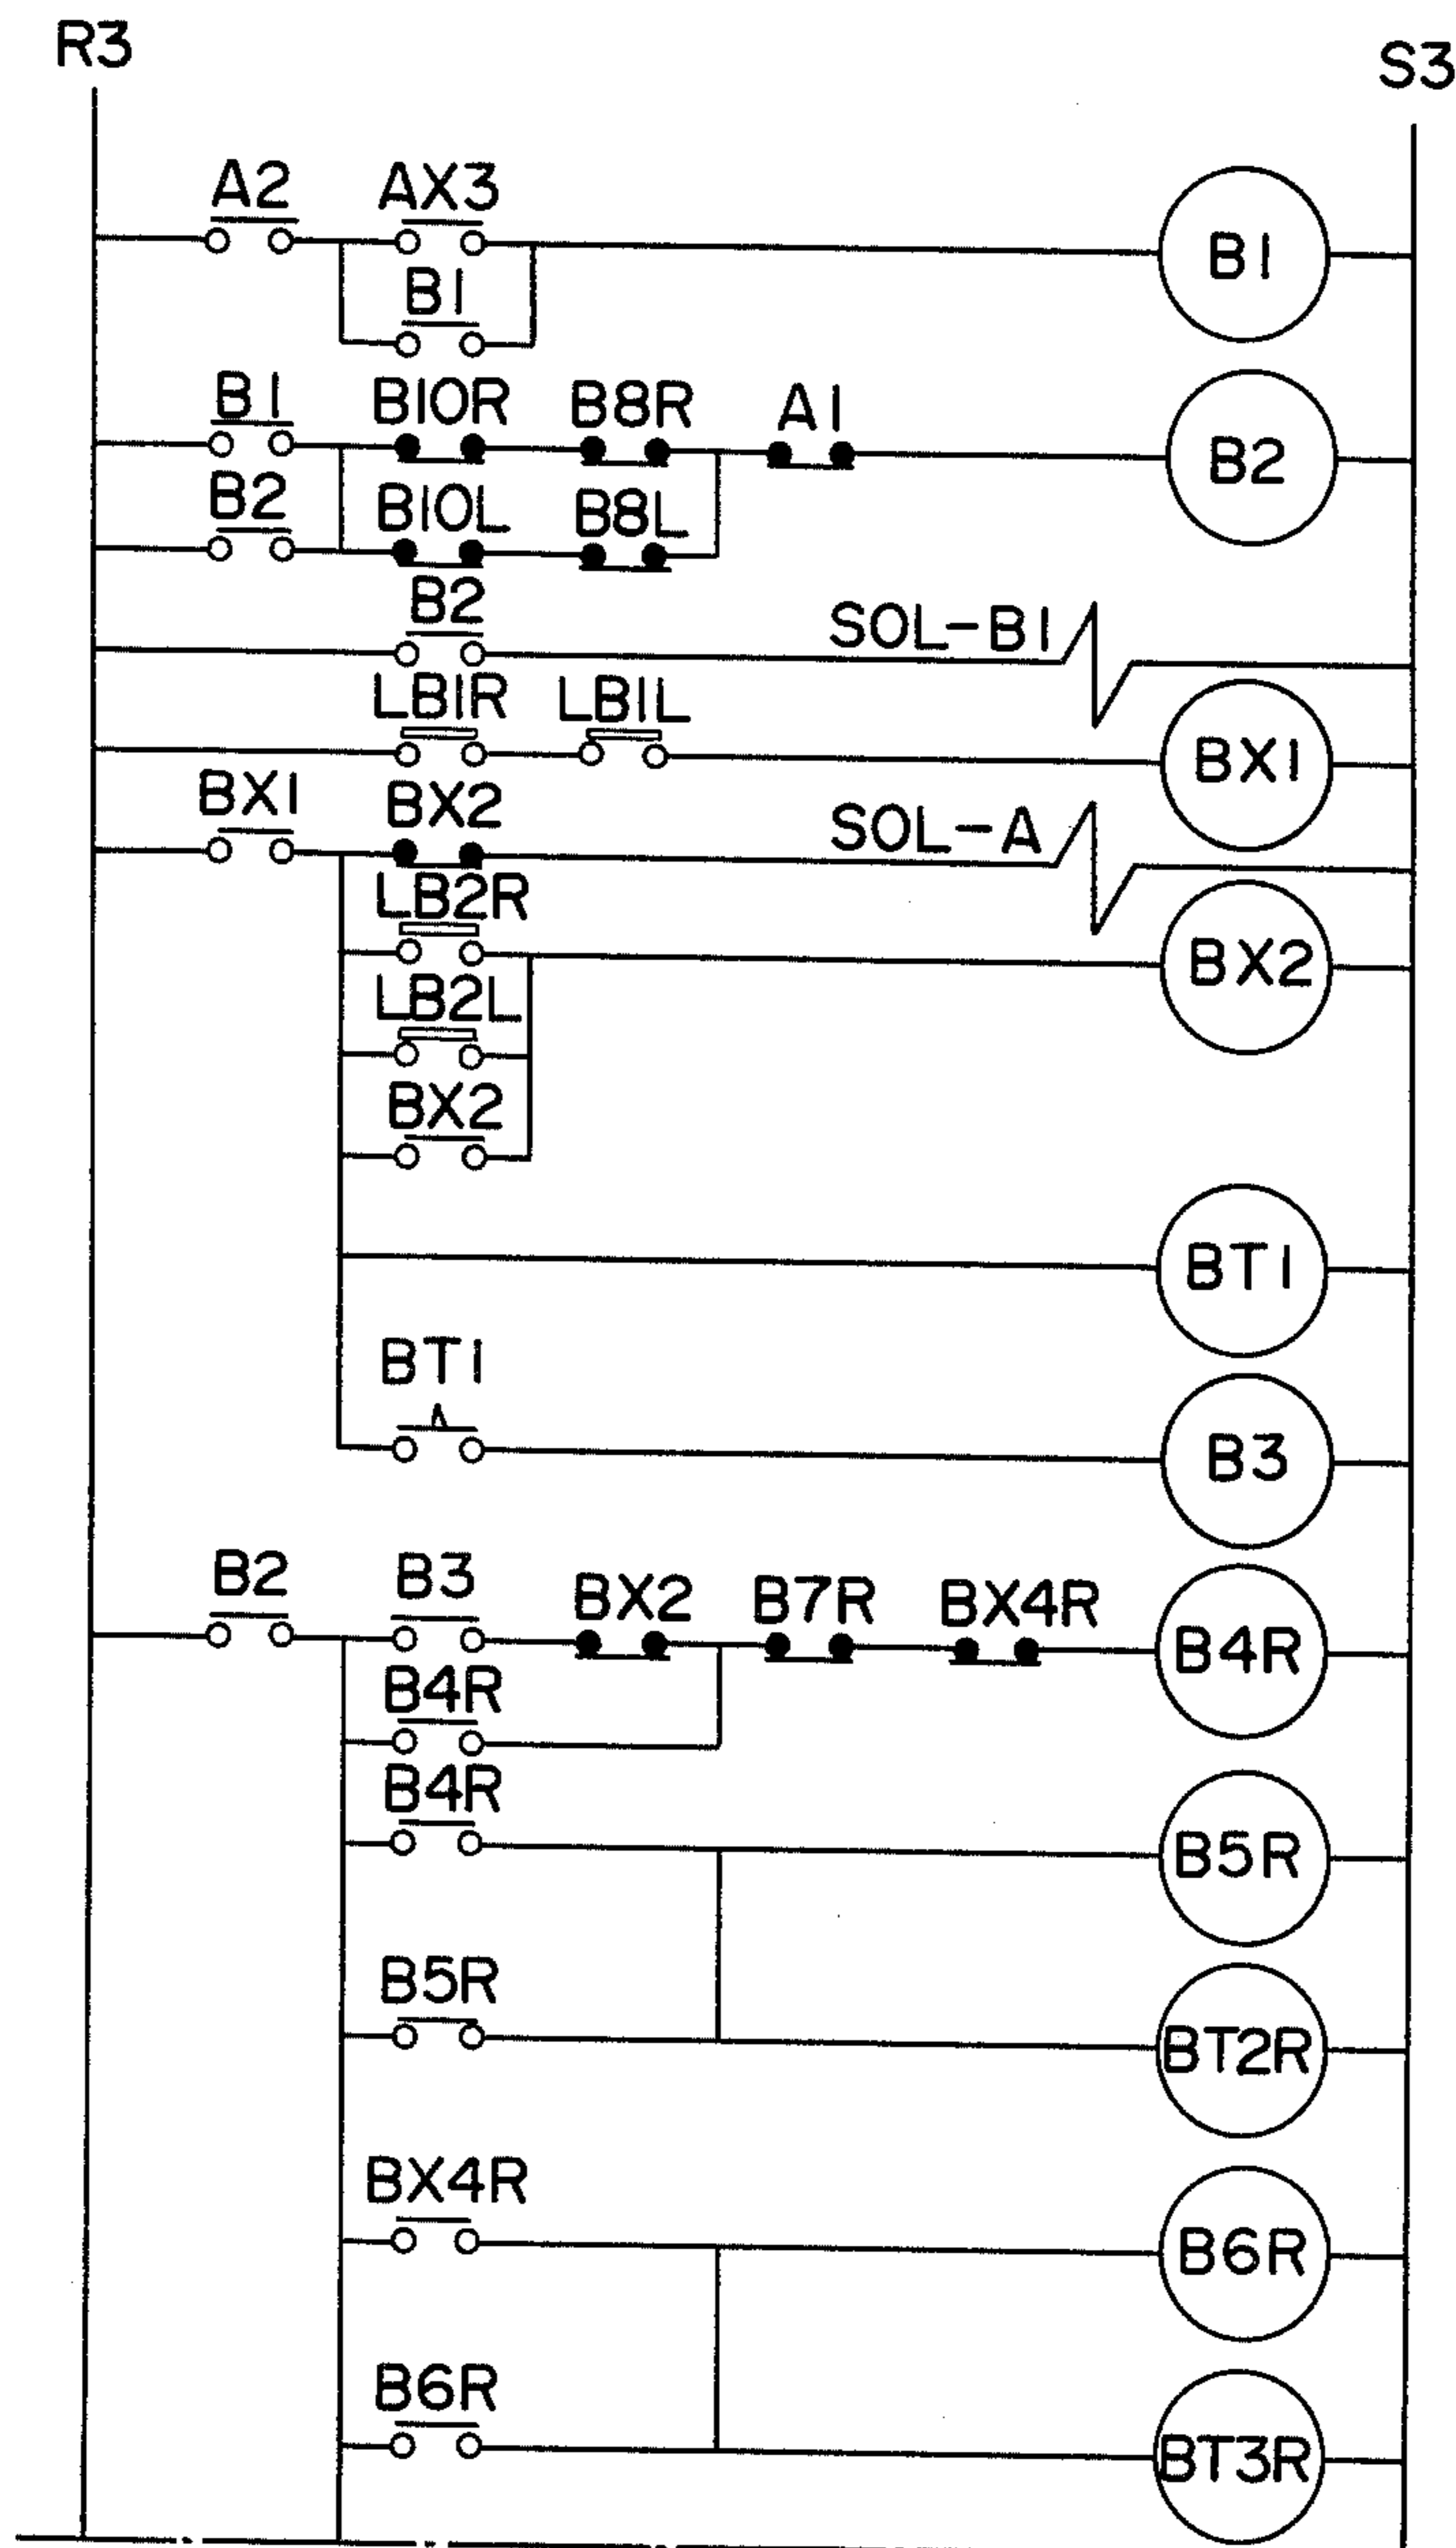 R3 S3
A2 AX3 B1
B1
B1 B10R B8R A1 B2
B2 B10L B8L
B2 SOL-B1
LB1R LB1L BX1
BX1 BX2 SOL-A
LB2R BX2
LB2L
BX2
BT1
BT1 B3
B2 B3 BX2 B7R BX4R B4R
B4R
B4R B5R
B5R BT2R
BX4R B6R
B6R BT3R